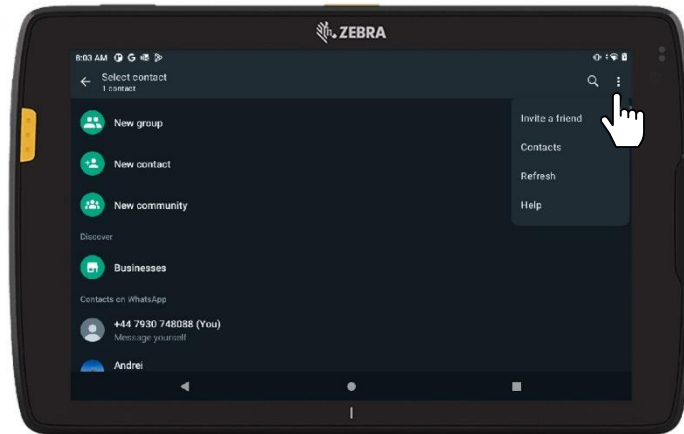 ZEBRA
8:03 AM
Select contact
1 contact
New group
New contact
New community
Discover
Businesses
Contacts on WhatsApp
+44 7930 748088 (You)
Message yourself
Andrei
Invite a friend
Contacts
Refresh
Help